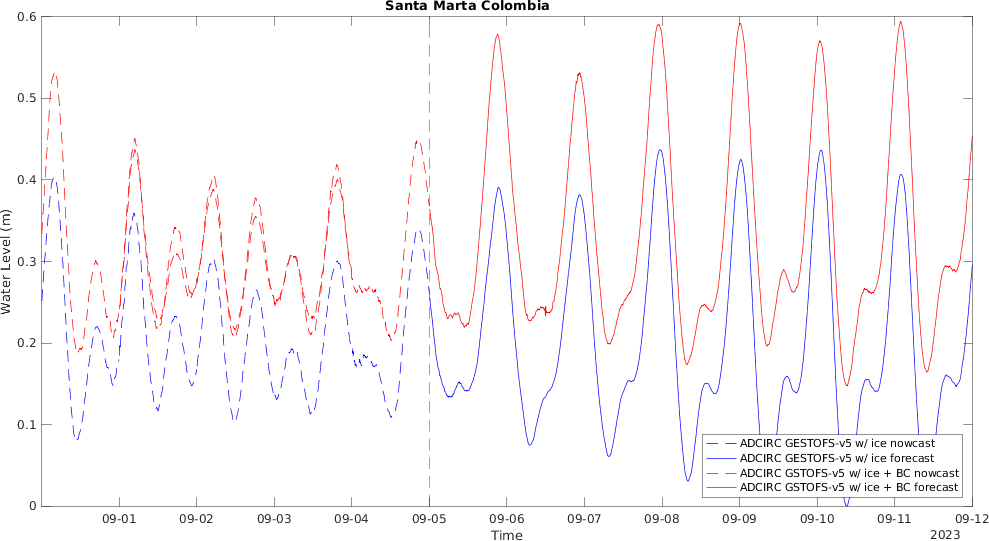 Santa Marta Colombia
0.6
0.5
0.4
0.3
0.2
0.1
0
Water Level (m)
09-01 09-02 09-03 09-04 09-05 09-06 09-07 09-08 09-09 09-10 09-11 09-12
Time
2023
ADCIRC GESTOFS-v5 w/ ice nowcast
ADCIRC GESTOFS-v5 w/ ice forecast
ADCIRC GSTOFS-v5 w/ ice + BC nowcast
ADCIRC GSTOFS-v5 w/ ice + BC forecast